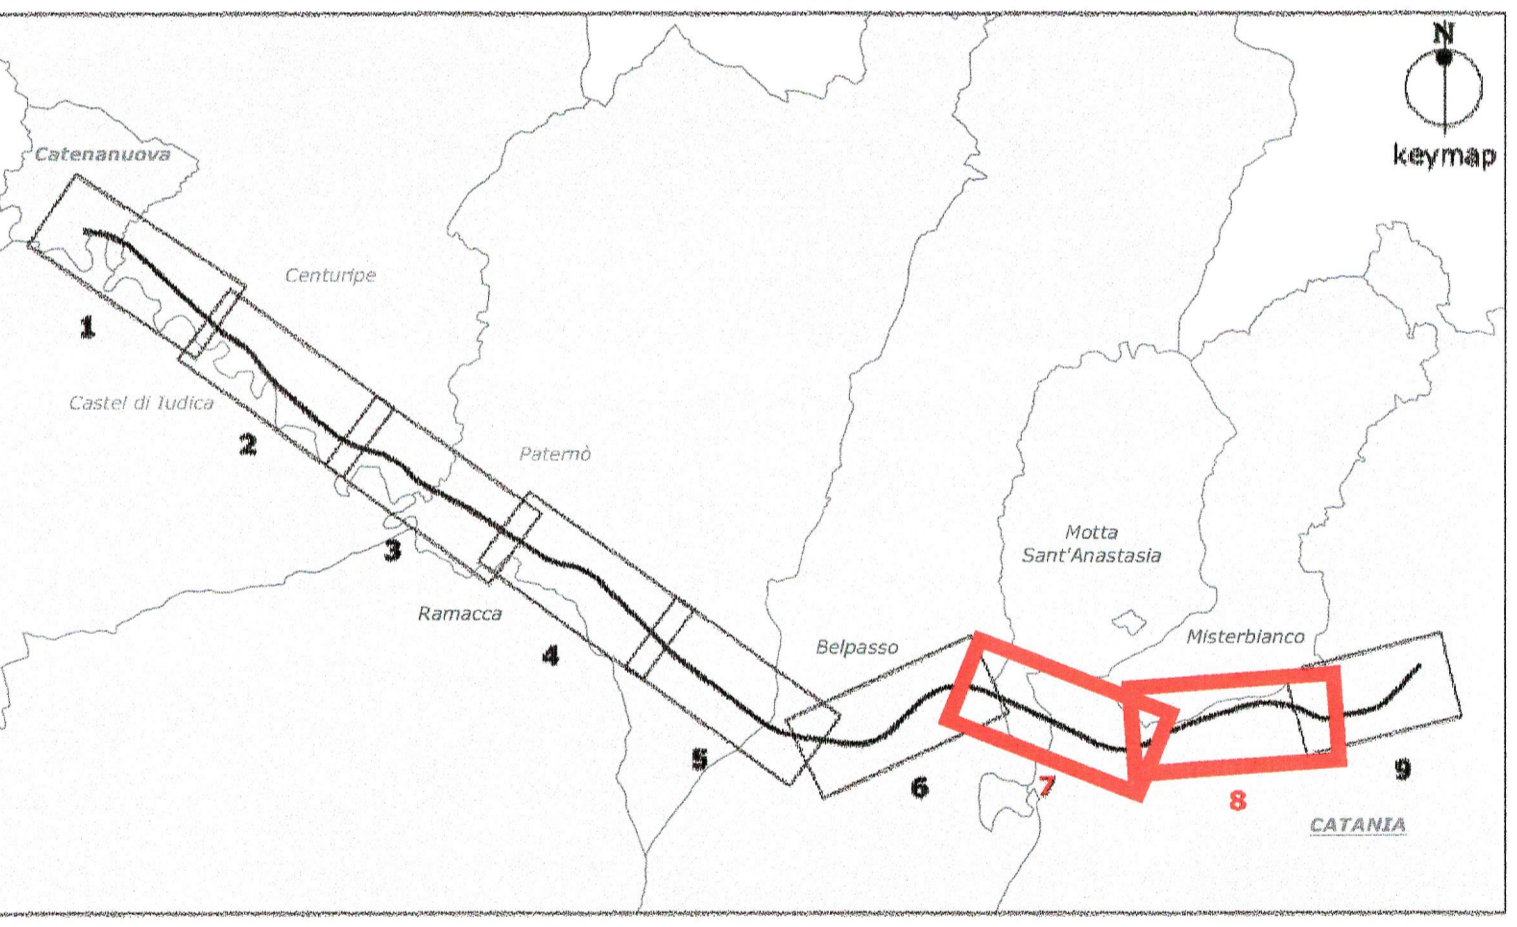 N
keymap
Catenanuova
Centuripe
1
Castel di Iudica
2
Paternò
3
Motta
Sant'Anastasia
Ramacca
4
Belpasso
Misterbianco
5
6
7
8
9
CATANIA